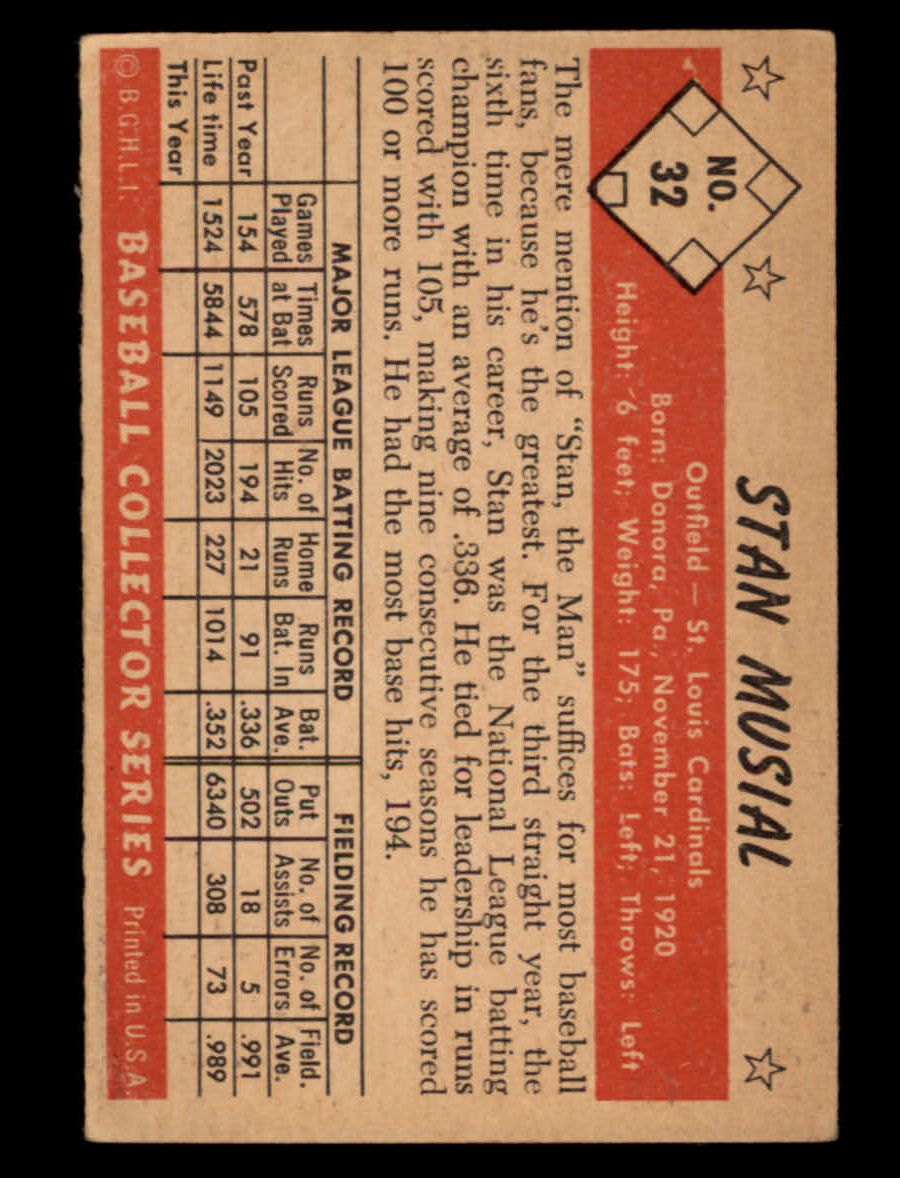 STAN MUSIAL
NO.
32
Outfield — St. Louis Cardinals
Born: Donora, Pa., November 21, 1920
Height: 6 feet; Weight: 175; Bats: Left; Throws: Left
The mere mention of “Stan, the Man” suffices for most baseball
fans, because he's the greatest. For the third straight year, the
sixth time in his career, Stan was the National League batting
champion with an average of .336. He tied for leadership in runs
scored with 105, making nine consecutive seasons he has scored
100 or more runs. He had the most base hits, 194.
MAJOR LEAGUE BATTING RECORD FIELDING RECORD
Games Times Runs No. of Home Runs Bat. Put No. of No. of Field.
Played at Bat Scored Hits Runs Bat. In Ave. Outs Assists Errors Ave.
Past Year 154 578 105 194 21 91 .336 502 18 5 .991
Life time 1524 5844 1149 2023 227 1014 .352 6340 308 73 .989
This Year
© B.G.H.L.I. BASEBALL COLLECTOR SERIES Printed in U.S.A.